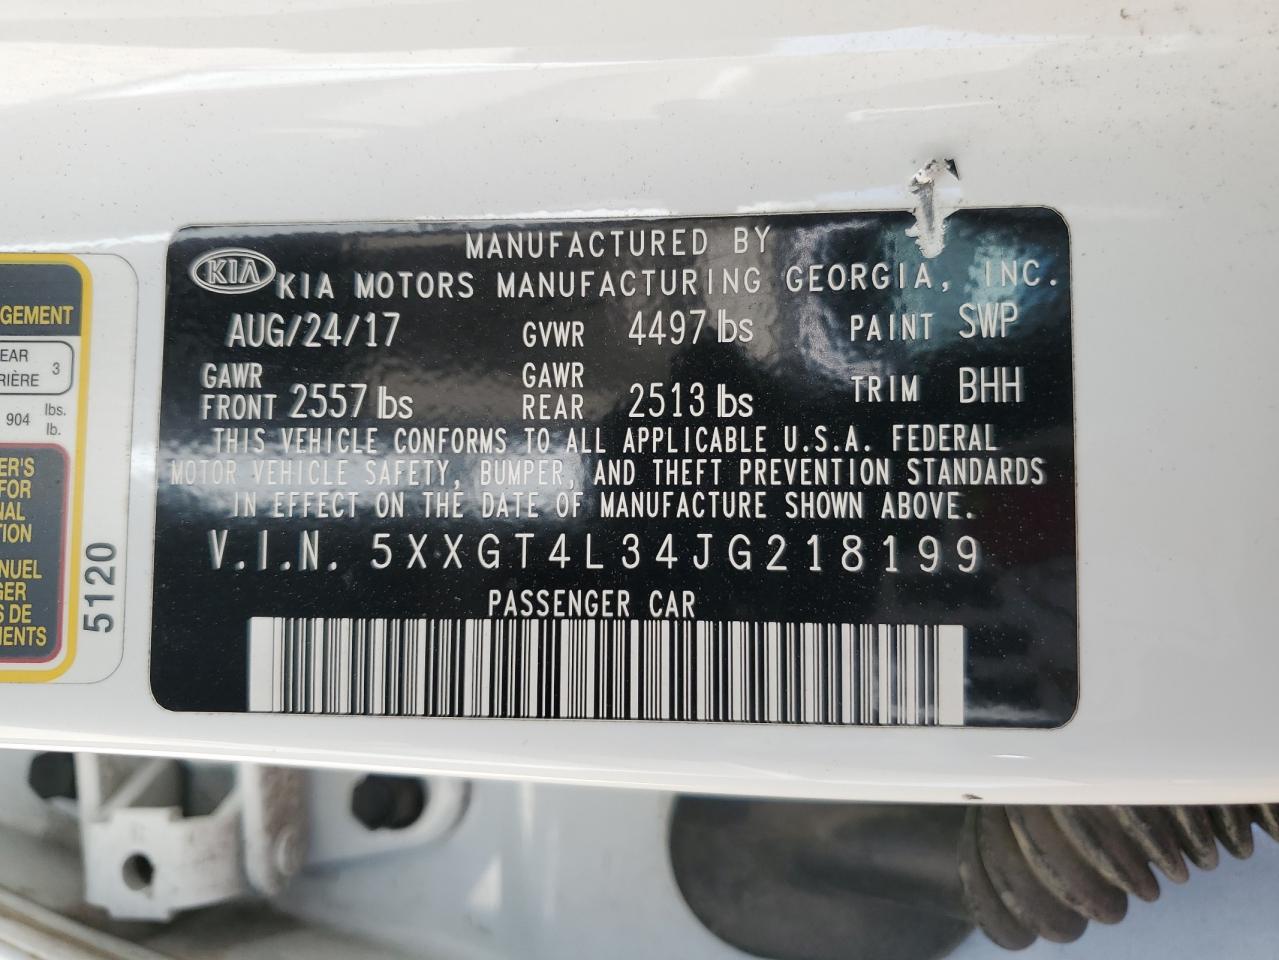 MANUFACTURED BY
KIA KIA MOTORS MANUFACTURING GEORGIA, INC.
AUG/24/17 GVWR 4497 lbs PAINT SWP
GAWR FRONT 2557 lbs GAWR REAR 2513 lbs TRIM BHH
THIS VEHICLE CONFORMS TO ALL APPLICABLE U.S.A. FEDERAL
MOTOR VEHICLE SAFETY, BUMPER, AND THEFT PREVENTION STANDARDS
IN EFFECT ON THE DATE OF MANUFACTURE SHOWN ABOVE.
V.I.N. 5XXGT4L34JG218199
PASSENGER CAR
GEMENT
EAR
RIÈRE 3
904 lbs.
lb.
ER'S
FOR
NAL
TION
NUEL
GER
S DE
MENTS
5120